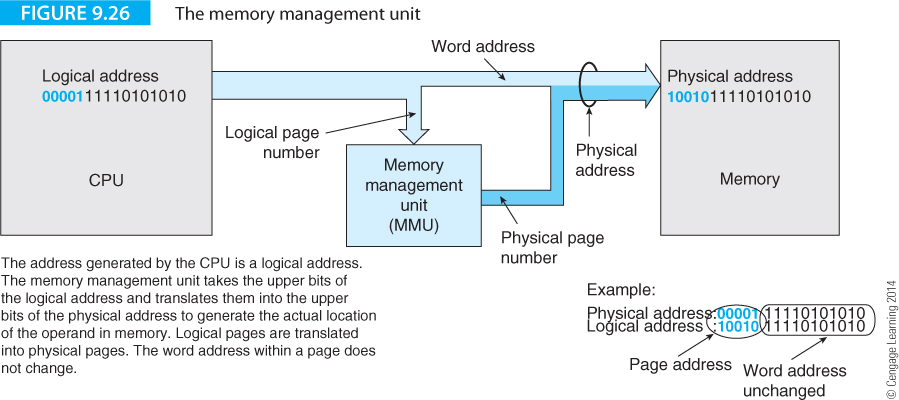 FIGURE 9.26 The memory management unit
Word address
Logical address
000011111 0101010
Physical address
100101111 0101010
Logical page
number
Physical
address
CPU
Memory
management
unit
(MMU)
Memory
Physical page
number
The address generated by the CPU is a logical address.
The memory management unit takes the upper bits of
the logical address and translates them into the upper
bits of the physical address to generate the actual location
of the operand in memory. Logical pages are translated
into physical pages. The word address within a page does
not change.
Example:
Physical address:00001 11110101010
Logical address :10010 11110101010
Page address
Word address
unchanged
© Cengage Learning 2014